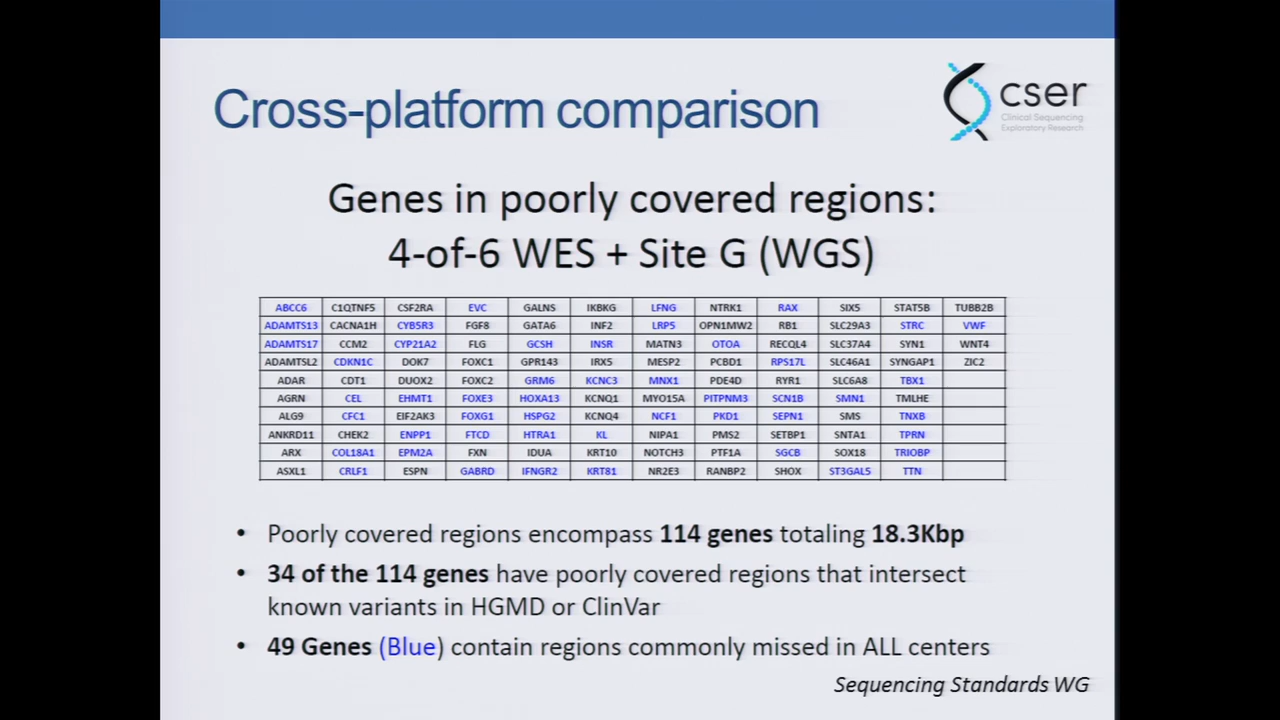 Cross-platform comparison
cser
Clinical Sequencing
Exploratory Research
Genes in poorly covered regions:
4-of-6 WES + Site G (WGS)
ABCC6 C1QTNF5 CSF2RA EVC GALNS IKBKG LFNG NTRK1 RAX SIX5 STAT5B TUBB2B
ADAMTS13 CACNA1H CYB5R3 FGF8 GATA6 INF2 LRP5 OPN1MW2 RB1 SLC29A3 STRC VWF
ADAMTS17 CCM2 CYP21A2 FLG GCSH INSR MATN3 OTOA RECQL4 SLC37A4 SYN1 WNT4
ADAMTSL2 CDKN1C DOK7 FOXC1 GPR143 IRX5 MESP2 PCBD1 RPS17L SLC46A1 SYNGAP1 ZIC2
ADAR CDT1 DUOX2 FOXC2 GRM6 KCNC3 MNX1 PDE4D RYR1 SLC6A8 TBX1
AGRN CEL EHMT1 FOXE3 HOXA13 KCNQ1 MYO15A PITPNM3 SCN1B SMN1 TMLHE
ALG9 CFC1 EIF2AK3 FOXG1 HSPG2 KCNQ4 NCF1 PKD1 SEPN1 SMS TNXB
ANKRD11 CHEK2 ENPP1 FTCD HTRA1 KL NIPA1 PMS2 SETBP1 SNTA1 TPRN
ARX COL18A1 EPM2A FXN IDUA KRT10 NOTCH3 PTF1A SGCB SOX18 TRIOBP
ASXL1 CRLF1 ESPN GABRD IFNGR2 KRT81 NR2E3 RANBP2 SHOX ST3GAL5 TTN
• Poorly covered regions encompass 114 genes totaling 18.3Kbp
• 34 of the 114 genes have poorly covered regions that intersect
known variants in HGMD or ClinVar
• 49 Genes (Blue) contain regions commonly missed in ALL centers
Sequencing Standards WG